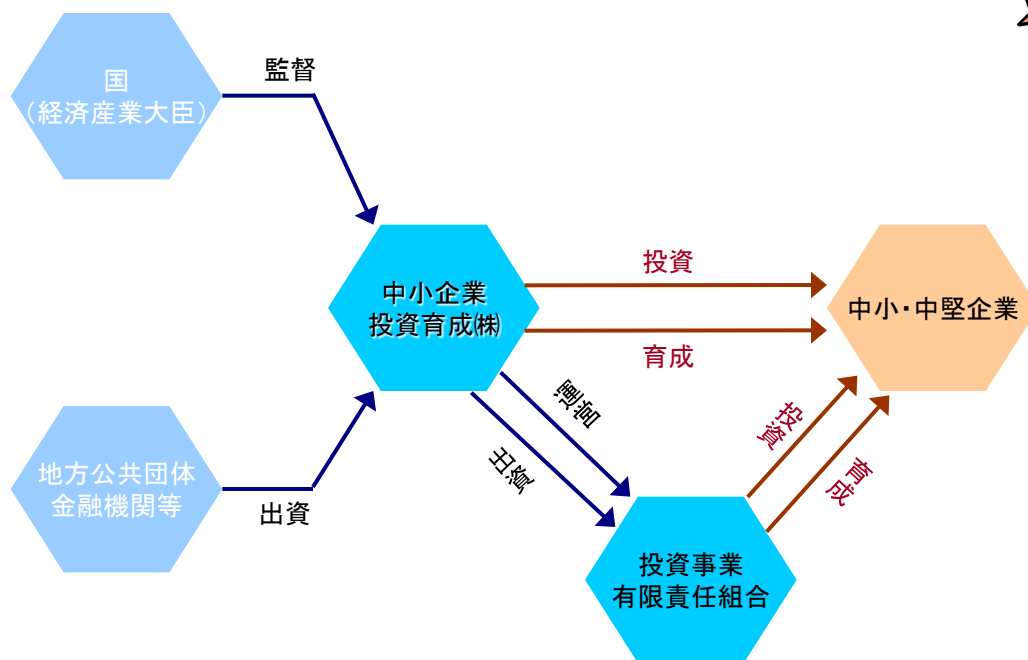 国
（経済産業大臣）
監督
中小企業
投資育成㈱
投資
育成
中小・中堅企業
地方公共団体
金融機関等
出資
運営
出資
投資
育成
投資事業
有限責任組合